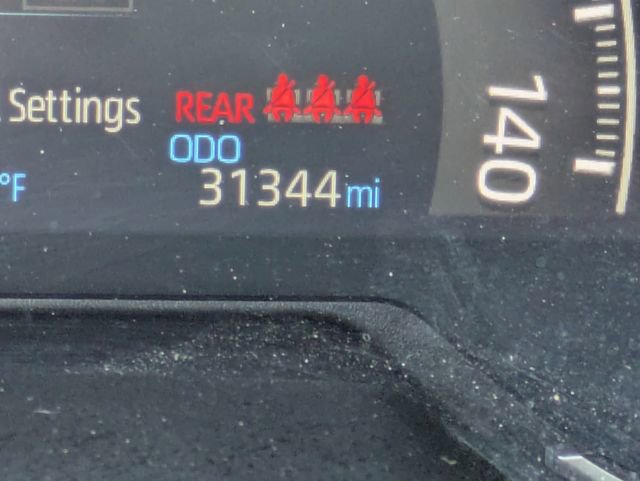 Settings
REAR
ODO
°F
31344 mi
140